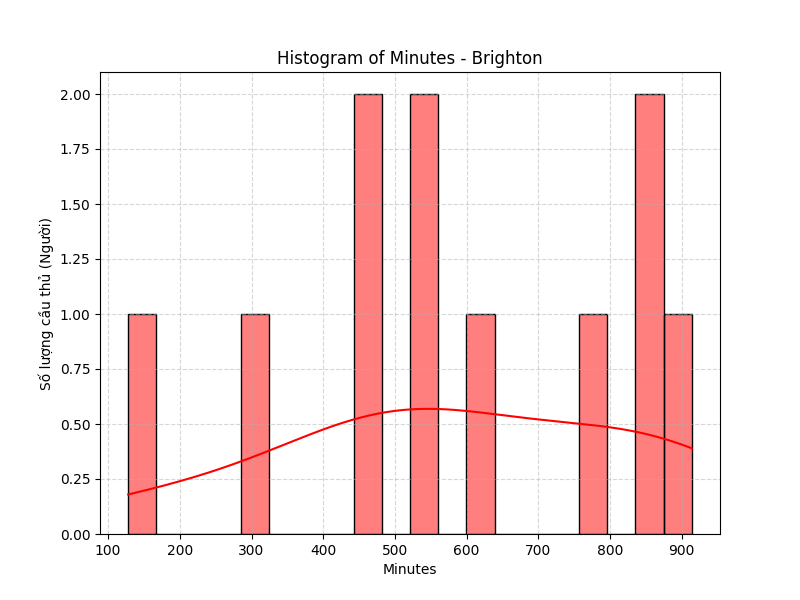 Histogram of Minutes - Brighton
Số lượng cầu thủ (Người)
2.00
1.75
1.50
1.25
1.00
0.75
0.50
0.25
0.00
100 200 300 400 500 600 700 800 900
Minutes